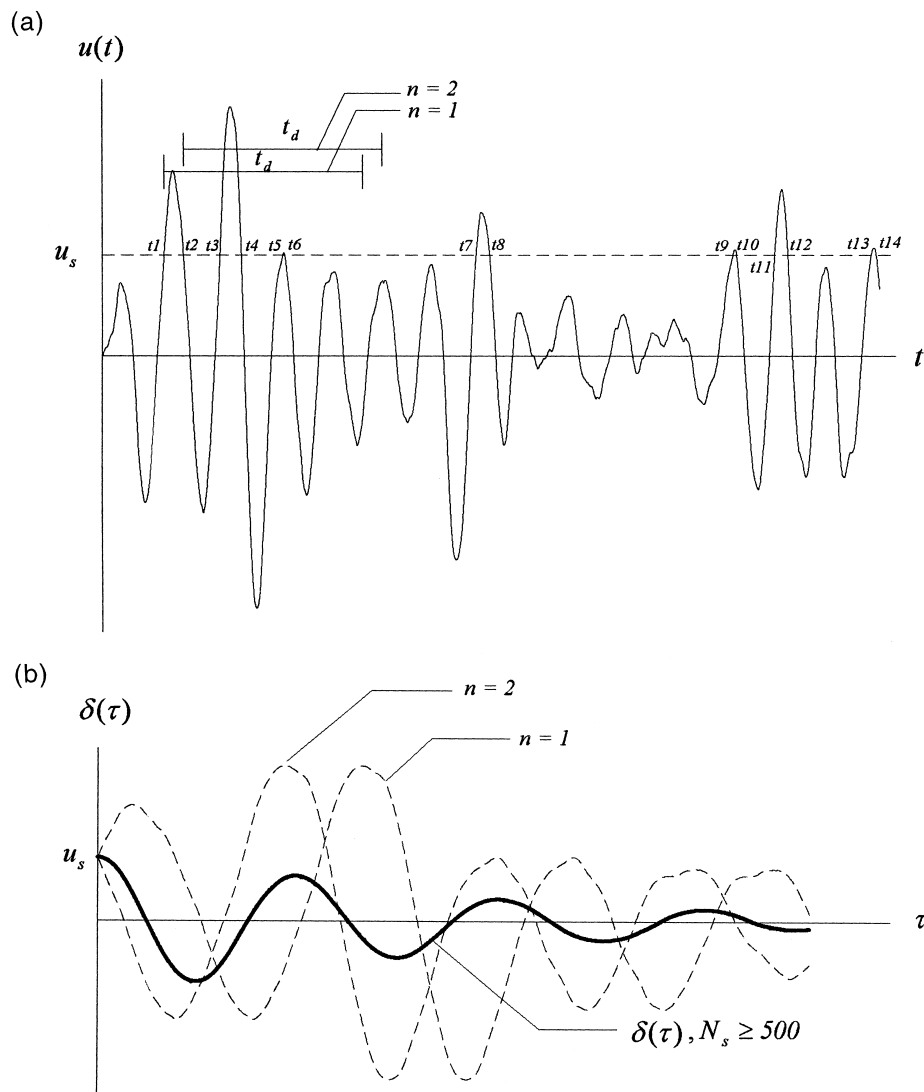 (a)
u(t)
n = 2
n = 1
t_d
t_d
u_s
t1 t2 t3 t4 t5 t6 t7 t8 t9 t10 t11 t12 t13 t14
t
(b)
δ(τ)
n = 2
n = 1
u_s
τ
δ(τ), N_s ≥ 500